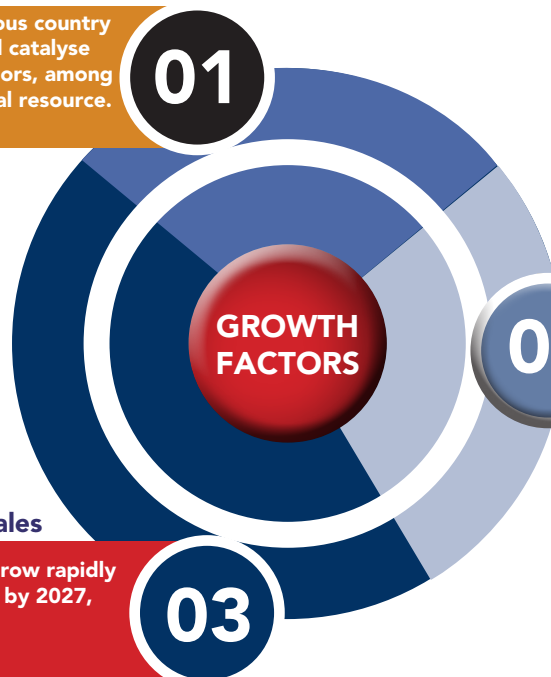 ous country
catalyse
ors, among
al resource.
01
GROWTH
FACTORS
0
ales
row rapidly
by 2027,
03